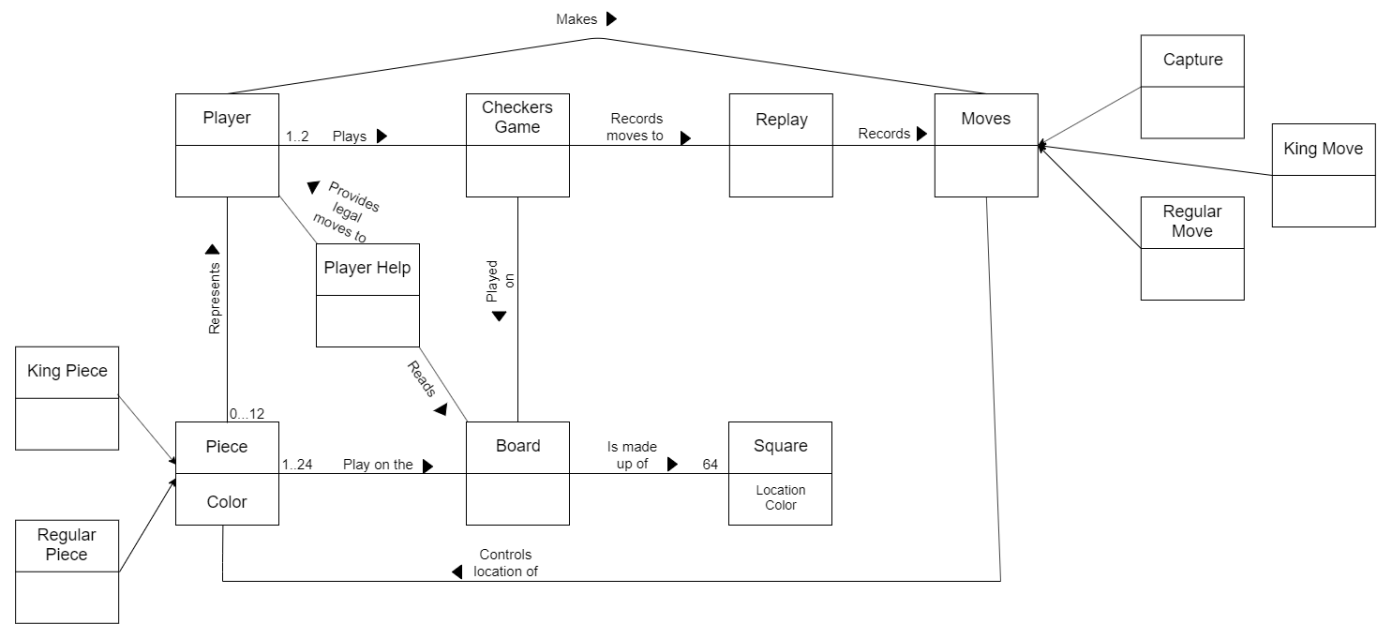 Makes
Capture
Player
Checkers
Game
Records
moves to
Replay
Records
Moves
1..2
Plays
King Move
Provides
legal
moves to
Regular
Move
Player Help
Represents
Played
on
King Piece
Reads
0...12
Piece
1..24
Play on the
Board
Is made
up of
64
Square
Color
Location
Color
Regular
Piece
Controls
location of